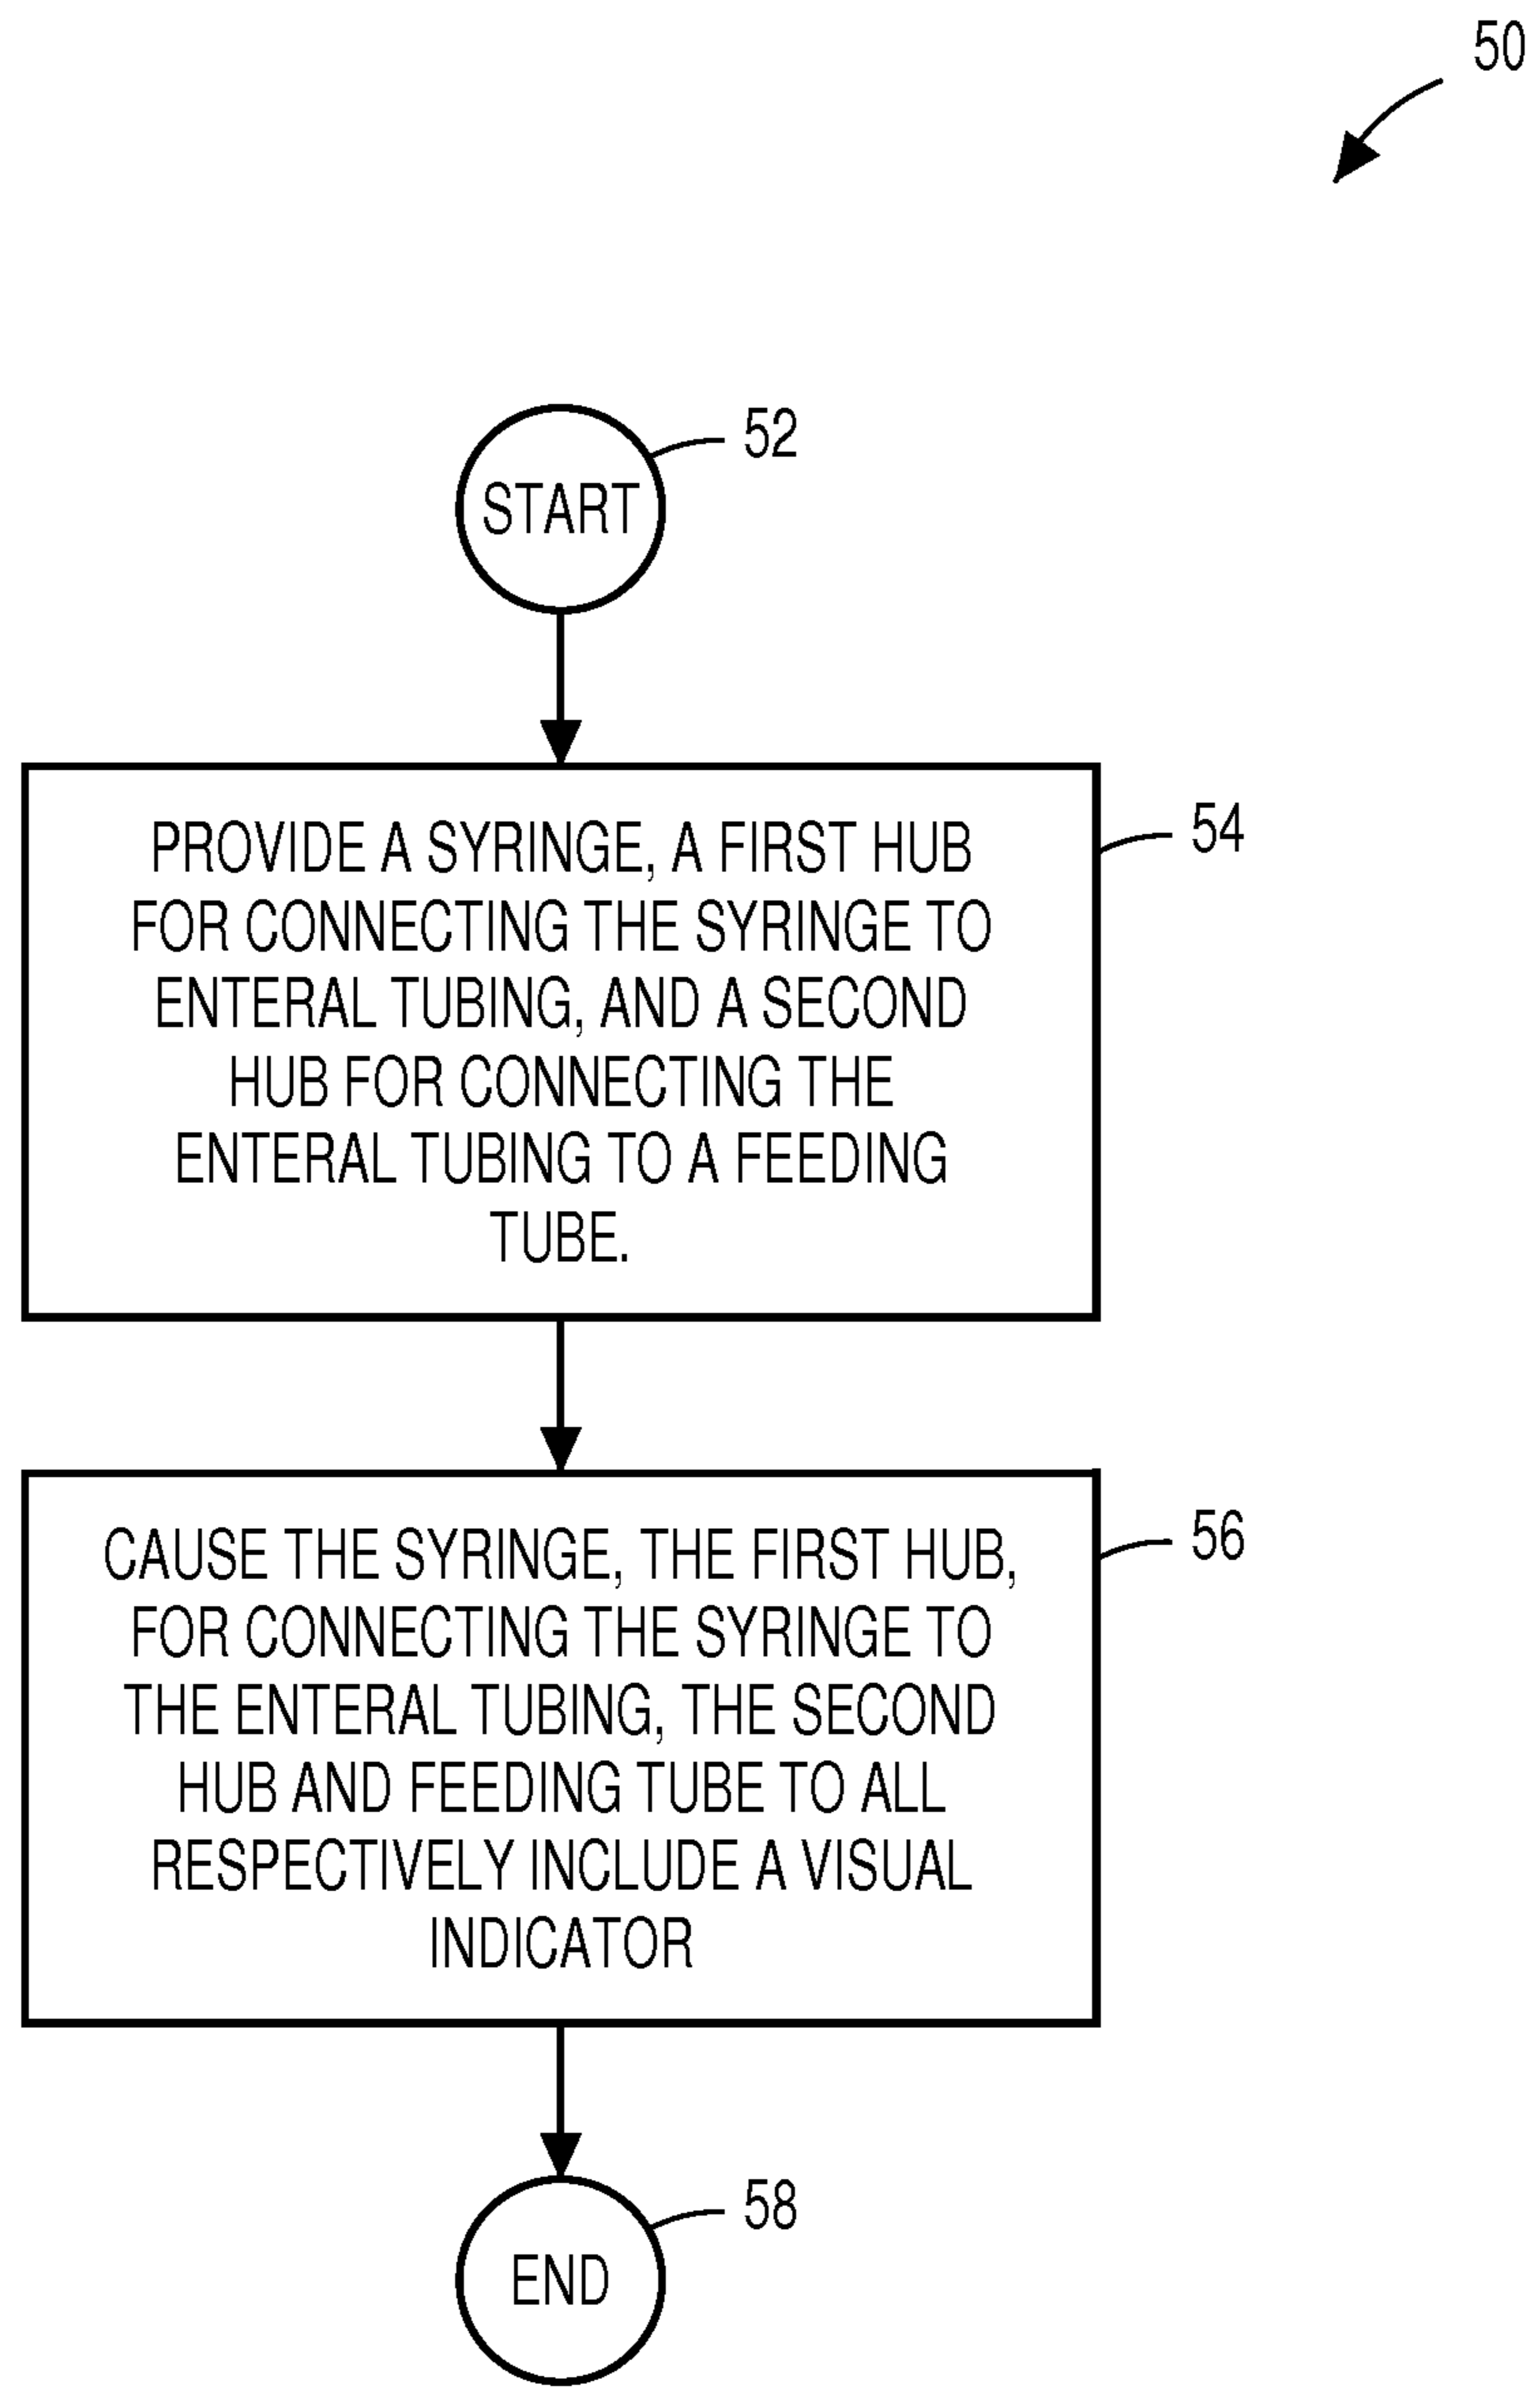 50
52
START
54
PROVIDE A SYRINGE, A FIRST HUB
FOR CONNECTING THE SYRINGE TO
ENTERAL TUBING, AND A SECOND
HUB FOR CONNECTING THE
ENTERAL TUBING TO A FEEDING
TUBE.
56
CAUSE THE SYRINGE, THE FIRST HUB,
FOR CONNECTING THE SYRINGE TO
THE ENTERAL TUBING, THE SECOND
HUB AND FEEDING TUBE TO ALL
RESPECTIVELY INCLUDE A VISUAL
INDICATOR
58
END